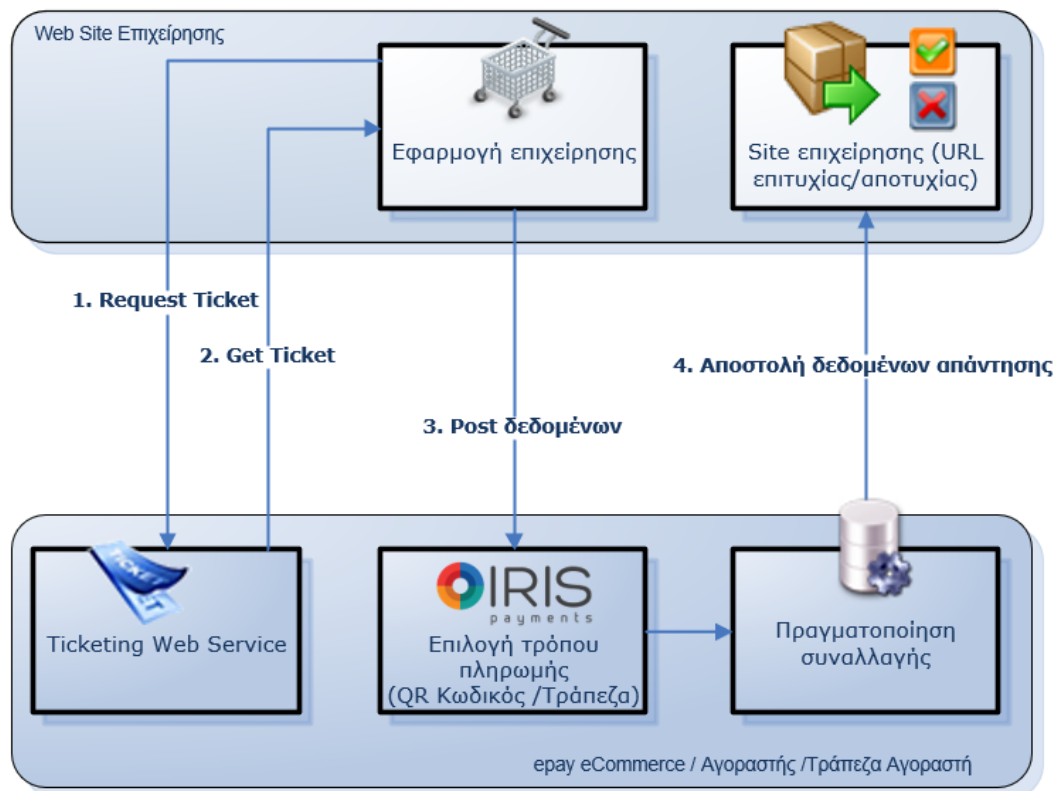 Web Site Επιχείρησης
Εφαρμογή επιχείρησης
Site επιχείρησης (URL
επιτυχίας/αποτυχίας)
1. Request Ticket
2. Get Ticket
3. Post δεδομένων
4. Αποστολή δεδομένων απάντησης
TICKET
Ticketing Web Service
IRIS
payments
Επιλογή τρόπου
πληρωμής
(QR Κωδικός /Τράπεζα)
Πραγματοποίηση
συναλλαγής
epay eCommerce / Αγοραστής /Τράπεζα Αγοραστή